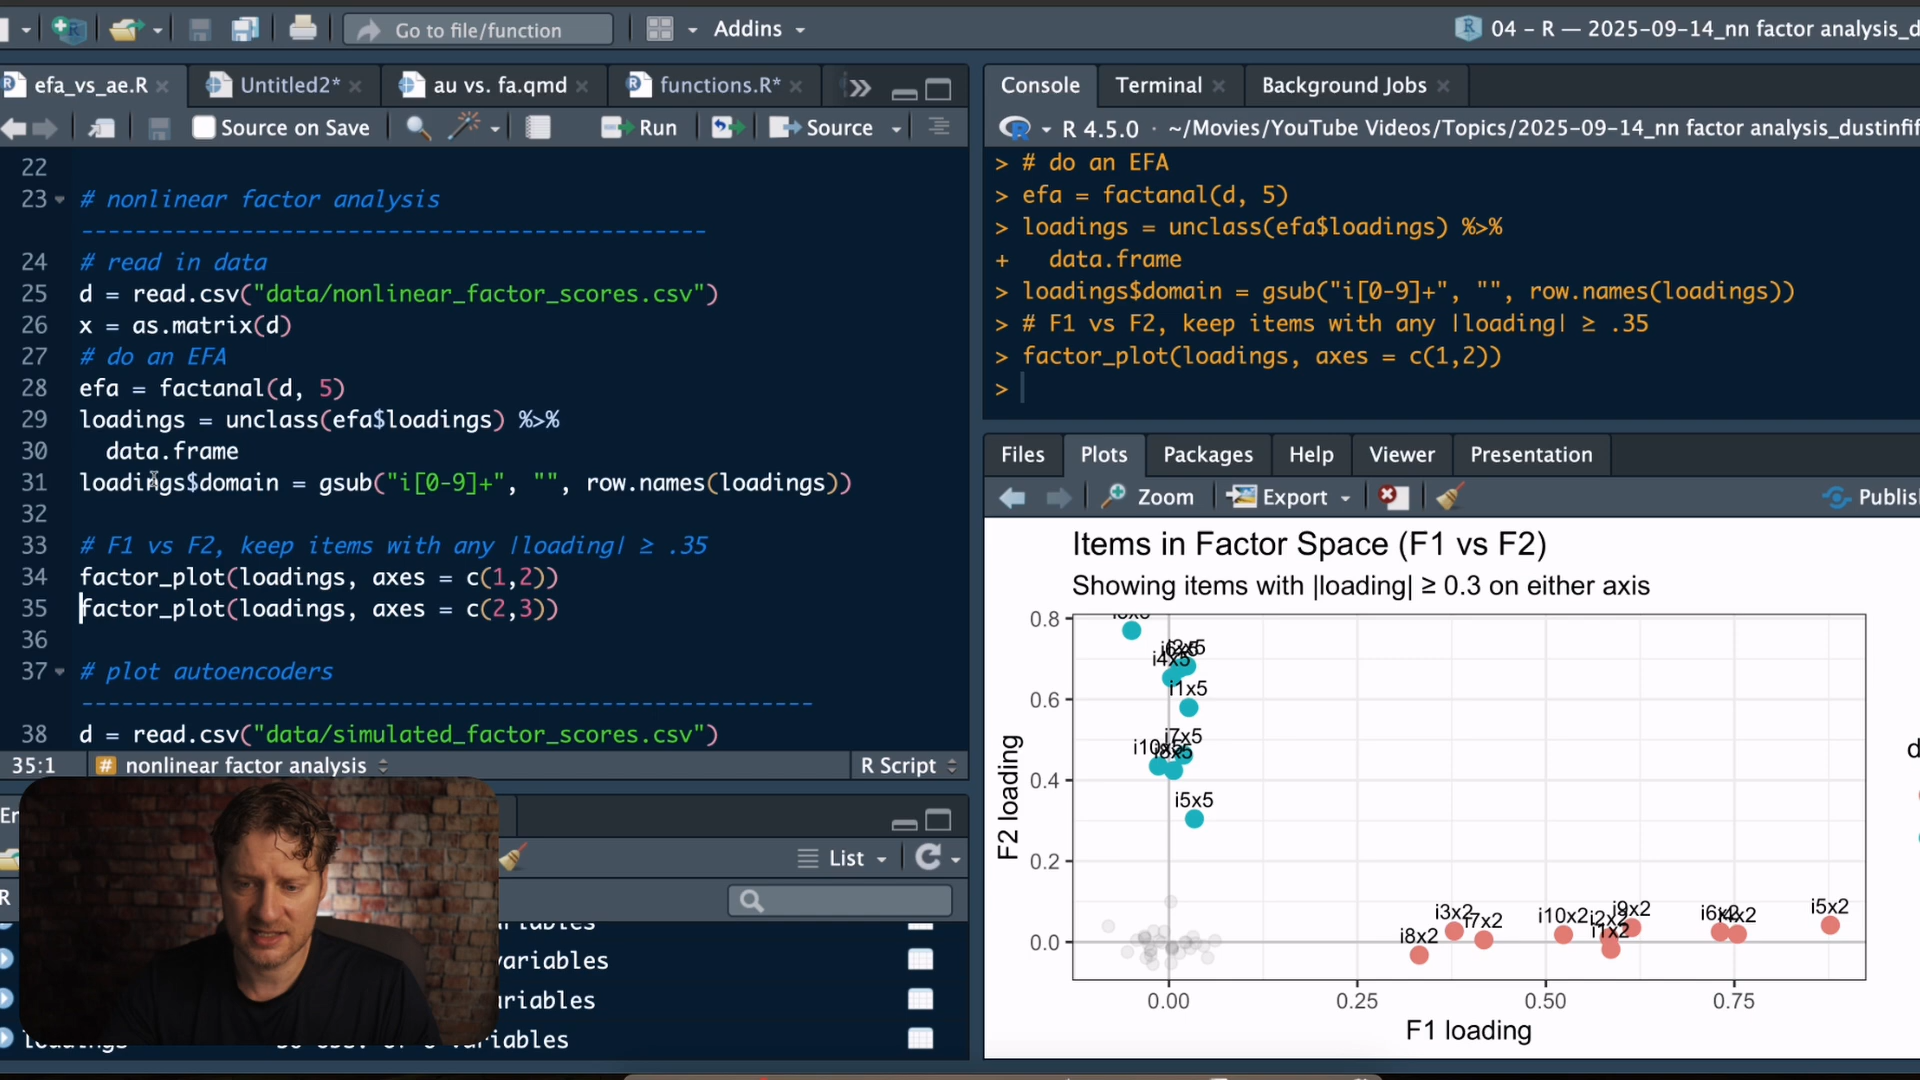 Go to file/function
Addins
04 - R — 2025-09-14_nn factor analysis_d
efa_vs_ae.R
Untitled2*
au vs. fa.qmd
functions.R*
Source on Save
Run
Source
22
23 # nonlinear factor analysis
-----------------------------------------------
24 # read in data
25 d = read.csv("data/nonlinear_factor_scores.csv")
26 x = as.matrix(d)
27 # do an EFA
28 efa = factanal(d, 5)
29 loadings = unclass(efa$loadings) %>%
30 data.frame
31 loadings$domain = gsub("i[0-9]+", "", row.names(loadings))
32
33 # F1 vs F2, keep items with any |loading| ≥ .35
34 factor_plot(loadings, axes = c(1,2))
35 factor_plot(loadings, axes = c(2,3))
36
37 # plot autoencoders
-------------------------------------------------------
38 d = read.csv("data/simulated_factor_scores.csv")
35:1
# nonlinear factor analysis
R Script
List
R
variables
variables
Console
Terminal
Background Jobs
R 4.5.0 · ~/Movies/YouTube Videos/Topics/2025-09-14_nn factor analysis_dustinfif
> # do an EFA
> efa = factanal(d, 5)
> loadings = unclass(efa$loadings) %>%
+ data.frame
> loadings$domain = gsub("i[0-9]+", "", row.names(loadings))
> # F1 vs F2, keep items with any |loading| ≥ .35
> factor_plot(loadings, axes = c(1,2))
>
Files
Plots
Packages
Help
Viewer
Presentation
Zoom
Export
Publis
Items in Factor Space (F1 vs F2)
Showing items with |loading| ≥ 0.3 on either axis
0.8
0.6
0.4
0.2
0.0
F2 loading
i4x5
i1x5
i7x5
i5x5
i8x2
i3x2
i7x2
i10x2
i9x2
i5x2
0.00
0.25
0.50
0.75
F1 loading